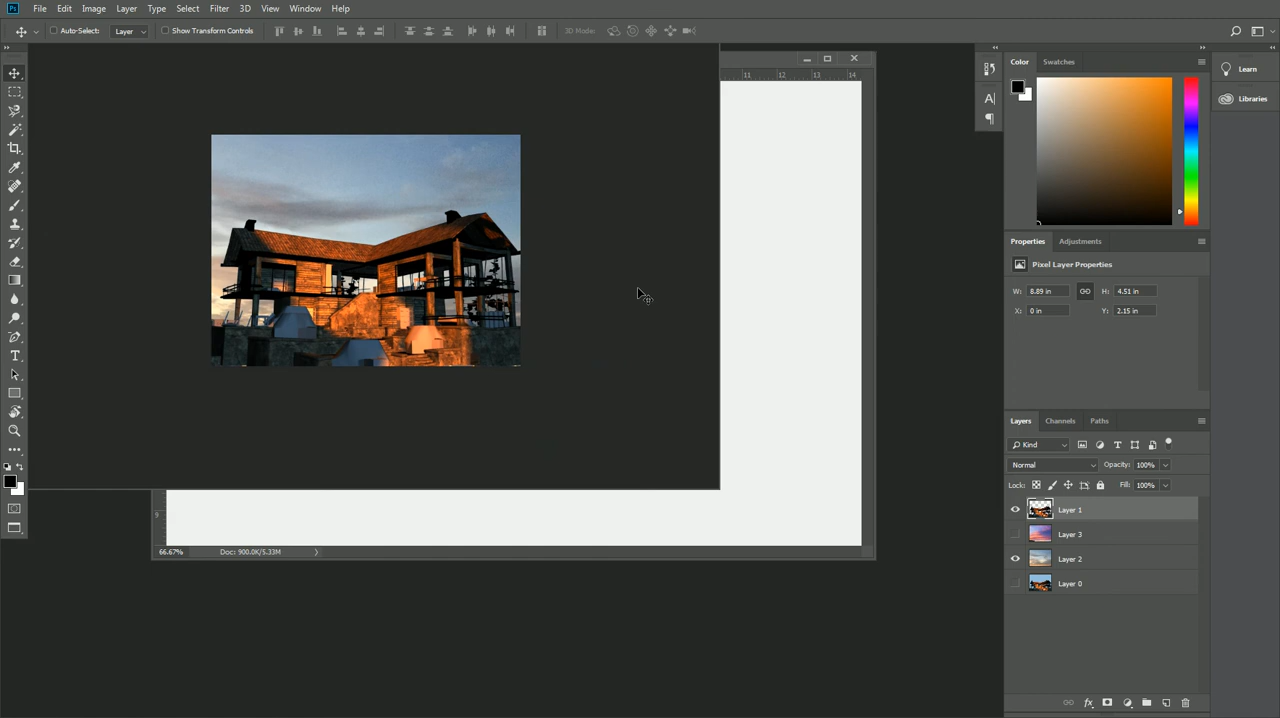 Ps File Edit Image Layer Type Select Filter 3D View Window Help
Auto-Select: Layer Show Transform Controls 3D Mode:
11 12 13 14
Color Swatches
Learn
Libraries
Properties Adjustments
Pixel Layer Properties
W: 8.89 in H: 4.51 in
X: 0 in Y: 2.15 in
Layers Channels Paths
Kind
Normal Opacity: 100%
Lock: Fill: 100%
Layer 1
Layer 3
Layer 2
Layer 0
9
66.67% Doc: 900.0K/5.33M